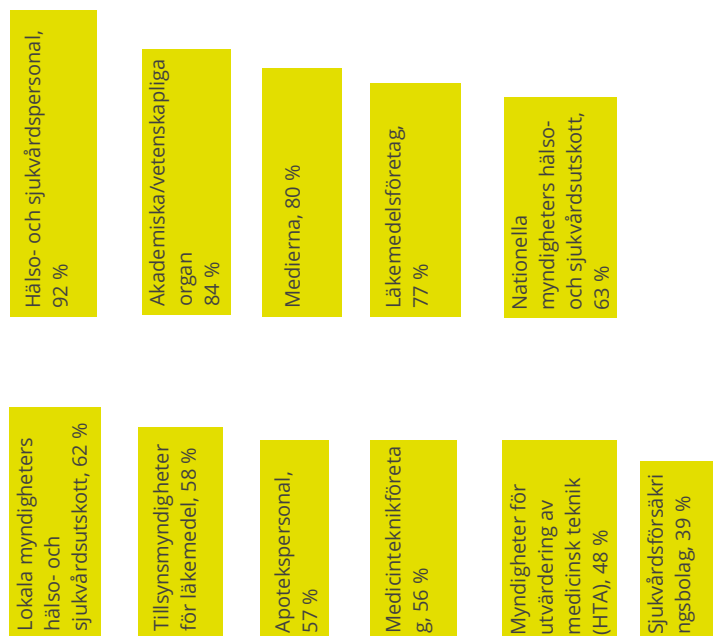 Hälso- och sjukvårdspersonal,
92 %
Akademiska/vetenskapliga
organ
84 %
Medierna, 80 %
Läkemedelsföretag,
77 %
Nationella
myndigheters hälso-
och sjukvårdsutskott,
63 %
Lokala myndigheters
hälso- och
sjukvårdsutskott, 62 %
Tillsynsmyndigheter
för läkemedel, 58 %
Apotekspersonal,
57 %
Medicinteknikföreta
g, 56 %
Myndigheter för
utvärdering av
medicinsk teknik
(HTA), 48 %
Sjukvårdsförsäkri
ngsbolag, 39 %